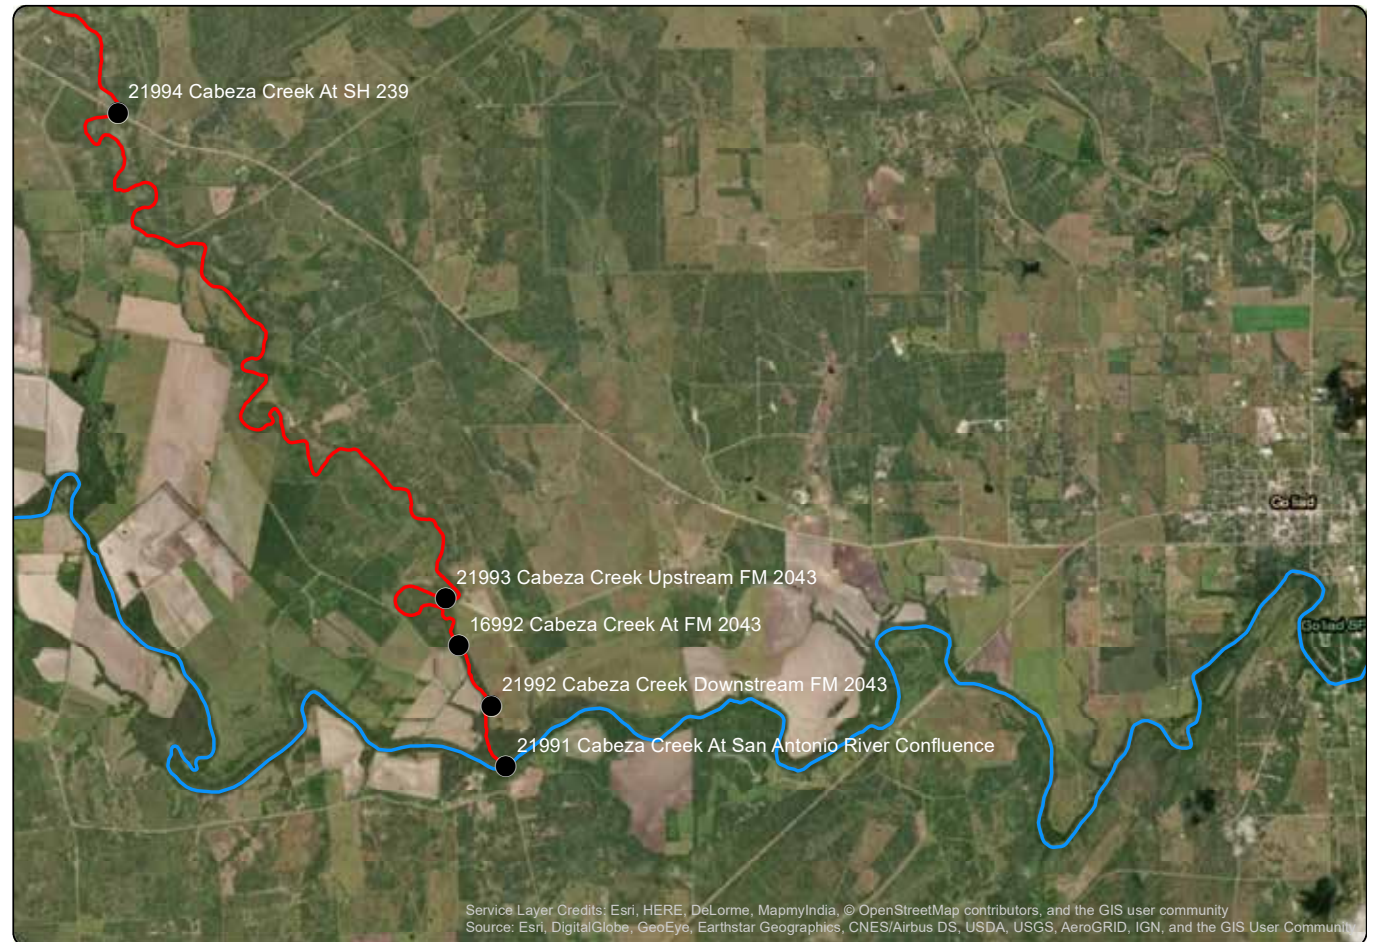 21994 Cabeza Creek At SH 239
Goliad
21993 Cabeza Creek Upstream FM 2043
16992 Cabeza Creek At FM 2043
Goliad SP
21992 Cabeza Creek Downstream FM 2043
21991 Cabeza Creek At San Antonio River Confluence
Service Layer Credits: Esri, HERE, DeLorme, MapmyIndia, © OpenStreetMap contributors, and the GIS user community
Source: Esri, DigitalGlobe, GeoEye, Earthstar Geographics, CNES/Airbus DS, USDA, USGS, AeroGRID, IGN, and the GIS User Community